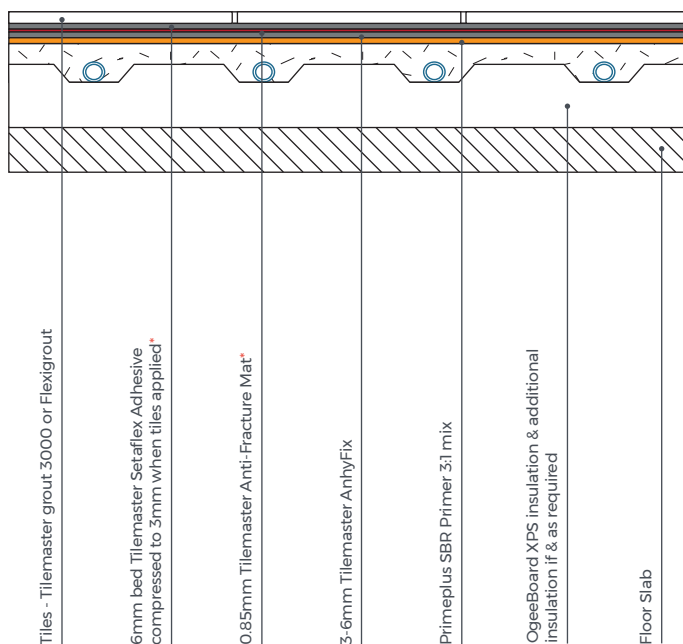 Tiles - Tilemaster grout 3000 or Flexigrout
6mm bed Tilemaster Setaflex Adhesive
compressed to 3mm when tiles applied*
0.85mm Tilemaster Anti-Fracture Mat*
3-6mm Tilemaster AnhyFix
Primeplus SBR Primer 3:1 mix
OgeeBoard XPS insulation & additional
insulation if & as required
Floor Slab